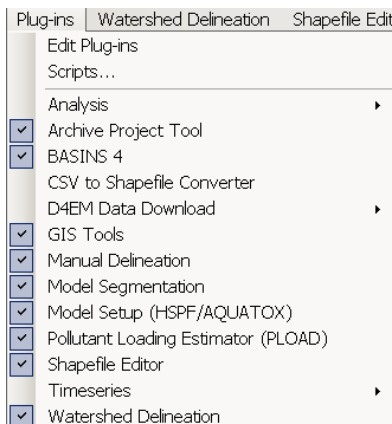 Plug-ins Watershed Delineation Shapefile Edit
Edit Plug-ins
Scripts...
Analysis
Archive Project Tool
BASINS 4
CSV to Shapefile Converter
D4EM Data Download
GIS Tools
Manual Delineation
Model Segmentation
Model Setup (HSPF/AQUATOX)
Pollutant Loading Estimator (PLOAD)
Shapefile Editor
Timeseries
Watershed Delineation